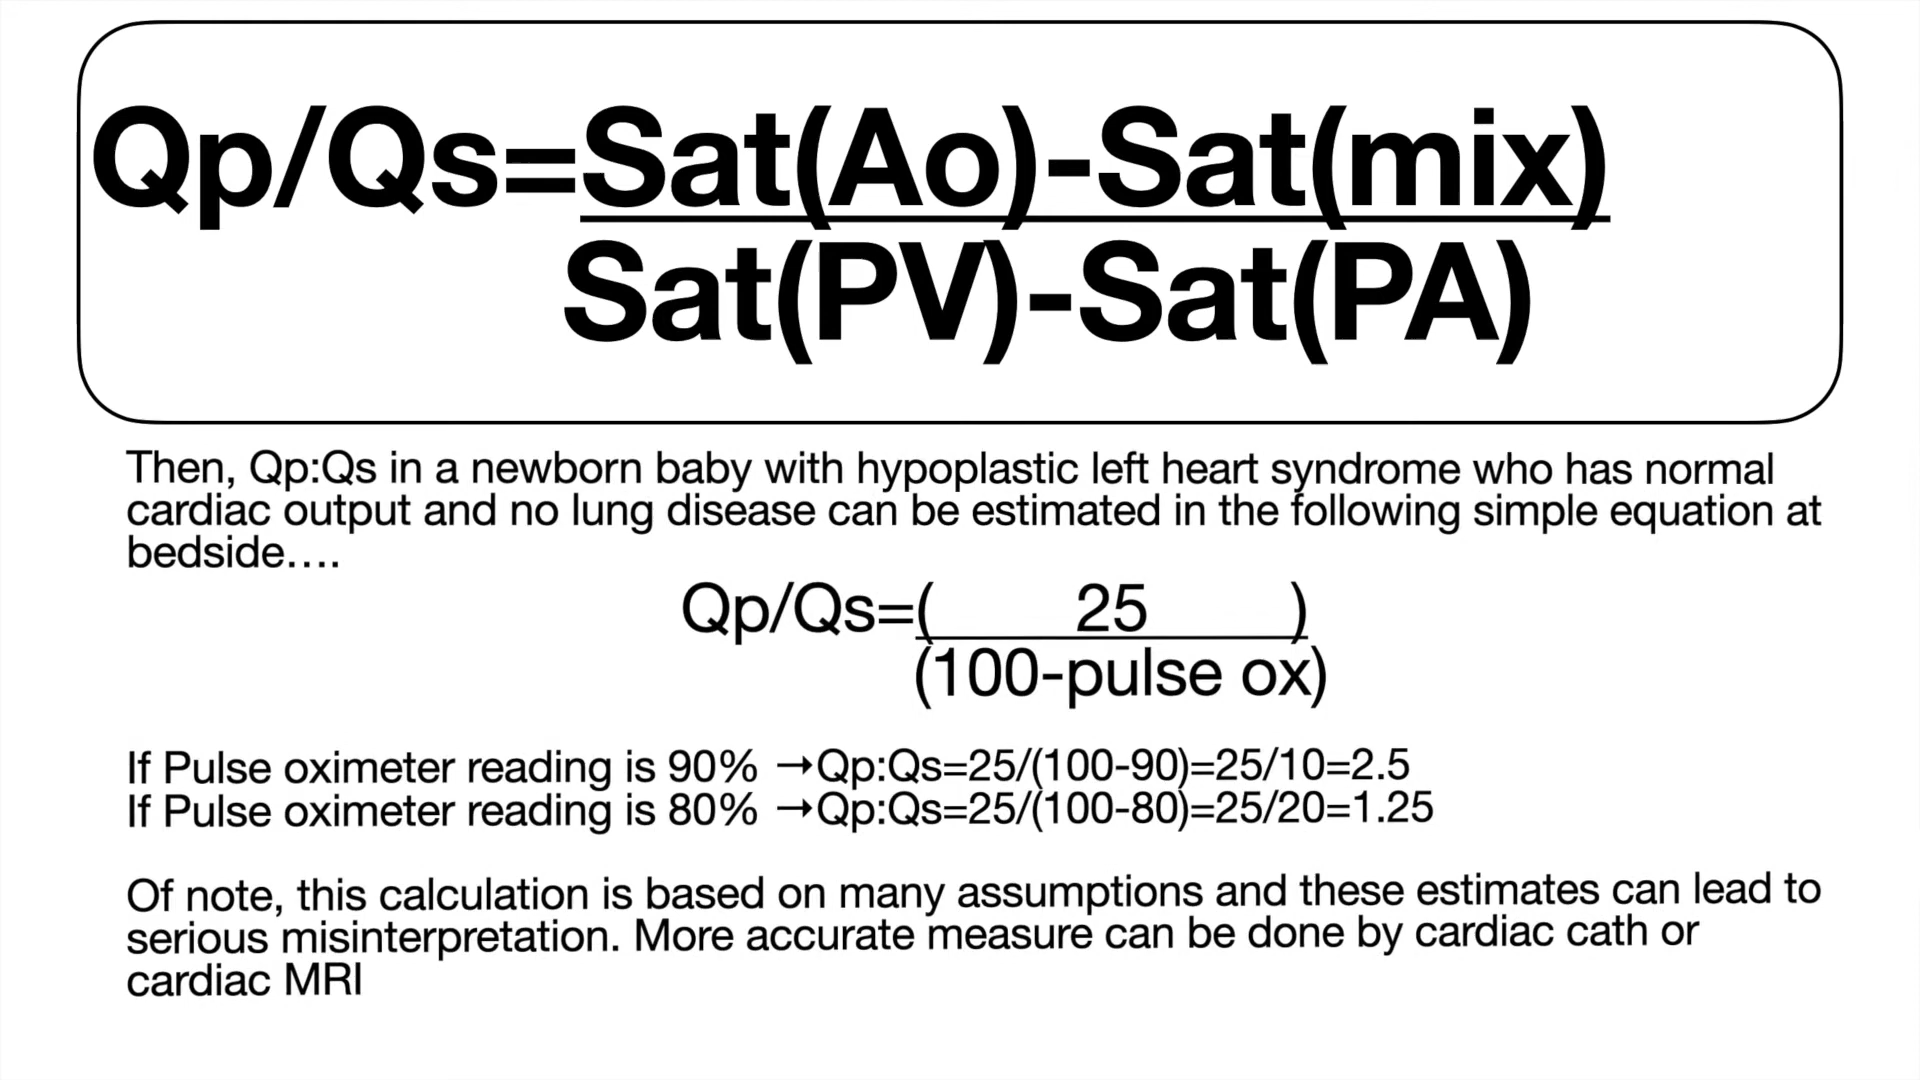 Qp/Qs=Sat(Ao)-Sat(mix)
Sat(PV)-Sat(PA)
Then, Qp:Qs in a newborn baby with hypoplastic left heart syndrome who has normal
cardiac output and no lung disease can be estimated in the following simple equation at
bedside....
Qp/Qs=( 25 )
(100-pulse ox)
If Pulse oximeter reading is 90% →Qp:Qs=25/(100-90)=25/10=2.5
If Pulse oximeter reading is 80% →Qp:Qs=25/(100-80)=25/20=1.25
Of note, this calculation is based on many assumptions and these estimates can lead to
serious misinterpretation. More accurate measure can be done by cardiac cath or
cardiac MRI